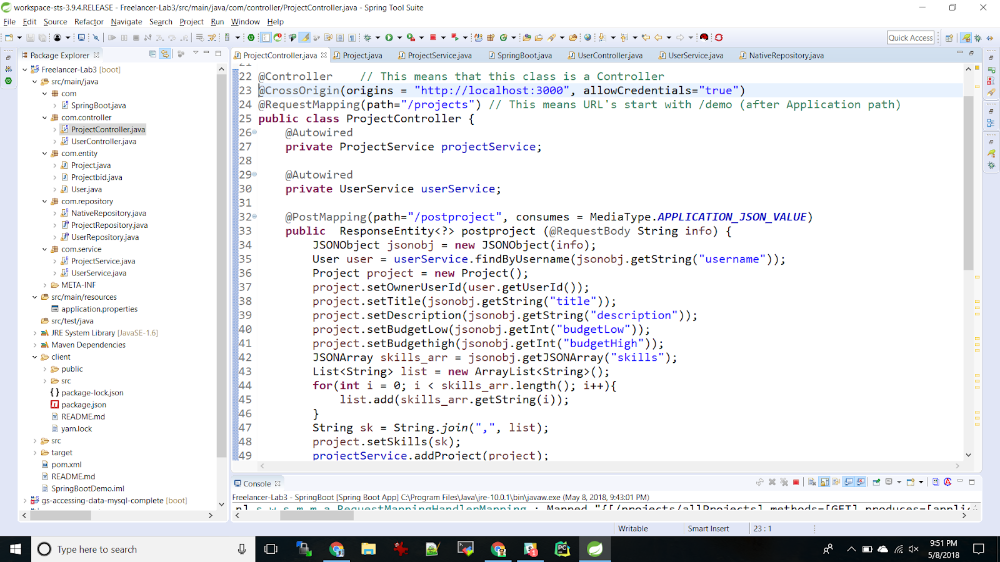 workspace-sts-3.9.4.RELEASE - Freelancer-Lab3/src/main/java/com/controller/ProjectController.java - Spring Tool Suite
File Edit Source Refactor Navigate Search Project Run Window Help
Quick Access
Package Explorer
Freelancer-Lab3 [boot]
src/main/java
com
SpringBoot.java
com.controller
ProjectController.java
UserController.java
com.entity
Project.java
Projectbid.java
User.java
com.repository
NativeRepository.java
ProjectRepository.java
UserRepository.java
com.service
ProjectService.java
UserService.java
META-INF
src/main/resources
application.properties
src/test/java
JRE System Library [JavaSE-1.6]
Maven Dependencies
client
public
src
package-lock.json
package.json
README.md
yarn.lock
src
target
pom.xml
README.md
SpringBootDemo.iml
gs-accessing-data-mysql-complete [boot]
ProjectController.java Project.java ProjectService.java SpringBoot.java UserController.java UserService.java NativeRepository.java
21
22 @Controller    // This means that this class is a Controller
23 @CrossOrigin(origins = "http://localhost:3000", allowCredentials="true")
24 @RequestMapping(path="/projects") // This means URL's start with /demo (after Application path)
25 public class ProjectController {
26     @Autowired
27     private ProjectService projectService;
28
29     @Autowired
30     private UserService userService;
31
32     @PostMapping(path="/postproject", consumes = MediaType.APPLICATION_JSON_VALUE)
33     public  ResponseEntity<?> postproject (@RequestBody String info) {
34         JSONObject jsonobj = new JSONObject(info);
35         User user = userService.findByUsername(jsonobj.getString("username"));
36         Project project = new Project();
37         project.setOwnerUserId(user.getUserId());
38         project.setTitle(jsonobj.getString("title"));
39         project.setDescription(jsonobj.getString("description"));
40         project.setBudgetLow(jsonobj.getInt("budgetLow"));
41         project.setBudgethigh(jsonobj.getInt("budgetHigh"));
42         JSONArray skills_arr = jsonobj.getJSONArray("skills");
43         List<String> list = new ArrayList<String>();
44         for(int i = 0; i < skills_arr.length(); i++){
45             list.add(skills_arr.getString(i));
46         }
47         String sk = String.join(",", list);
48         project.setSkills(sk);
49         projectService.addProject(project);
Console
Freelancer-Lab3 - SpringBoot [Spring Boot App] C:\Program Files\Java\jre-10.0.1\bin\javaw.exe (May 8, 2018, 9:43:01 PM)
n] s.w.s.m.m.a.RequestMappingHandlerMapping : Mapped "{[/projects/allProjects],methods=[GET],produces=[applic
Writable Smart Insert 23 : 1
Type here to search
9:51 PM
5/8/2018